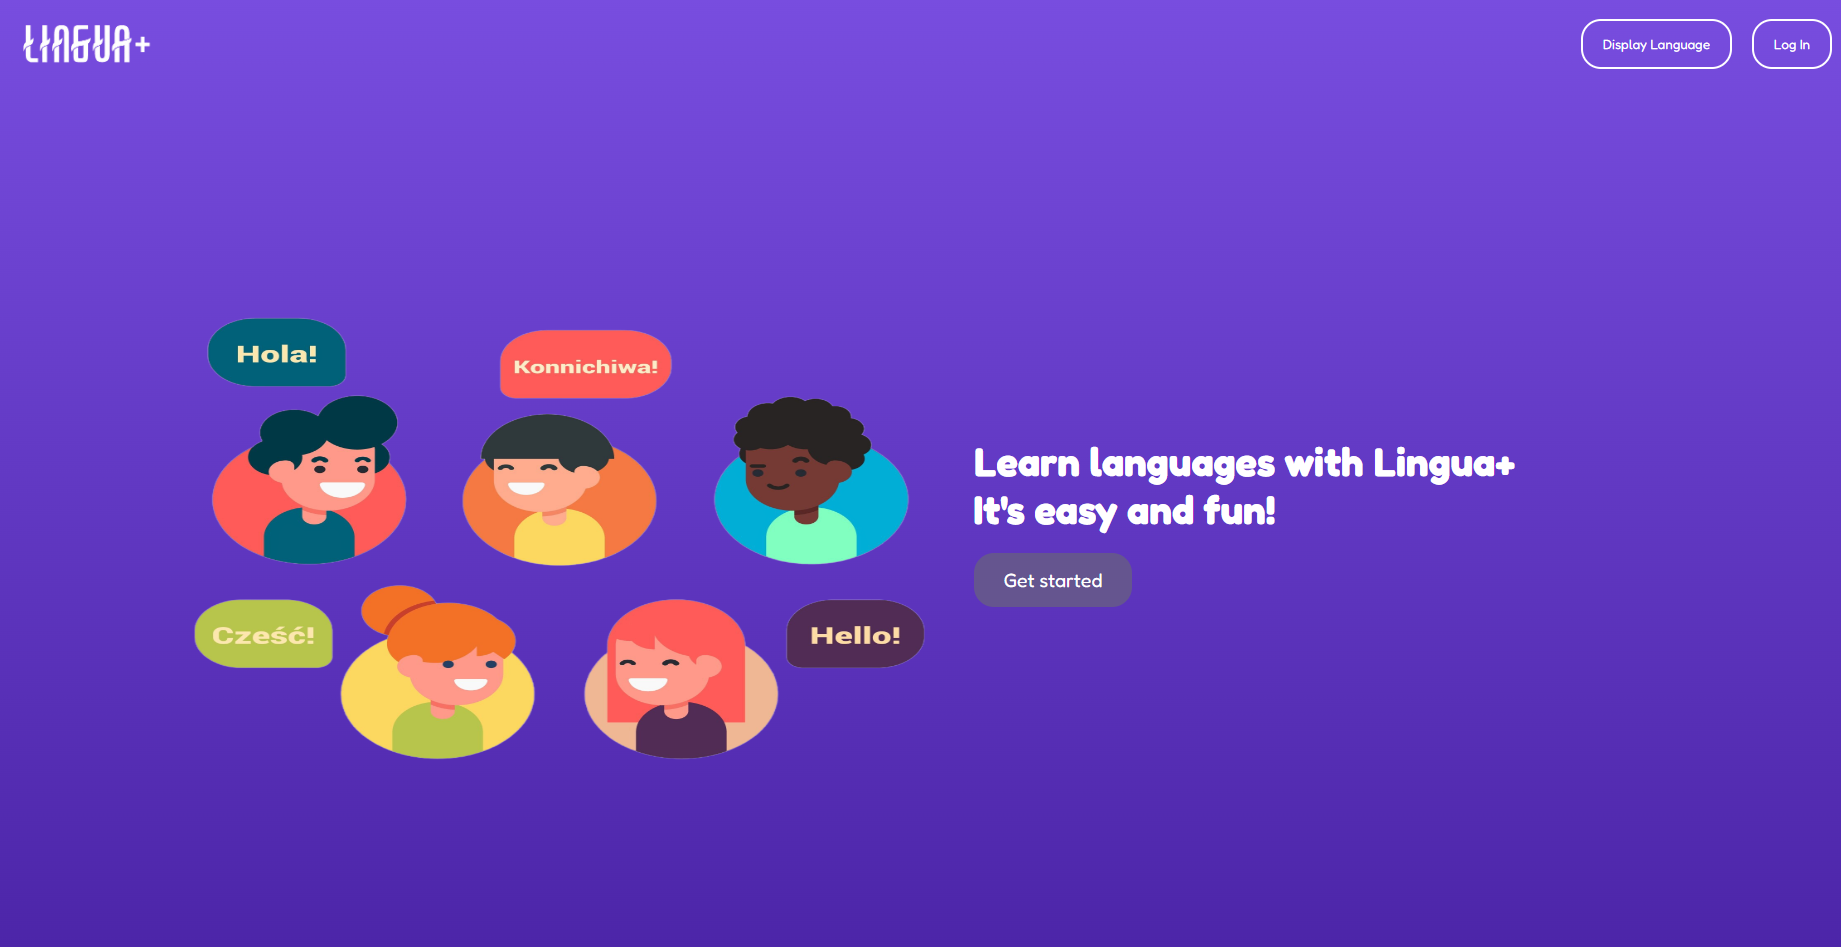 LINGUA+
Display Language
Log In
Hola!
Konnichiwa!
Learn languages with Lingua+
It's easy and fun!
Get started
Cześć!
Hello!